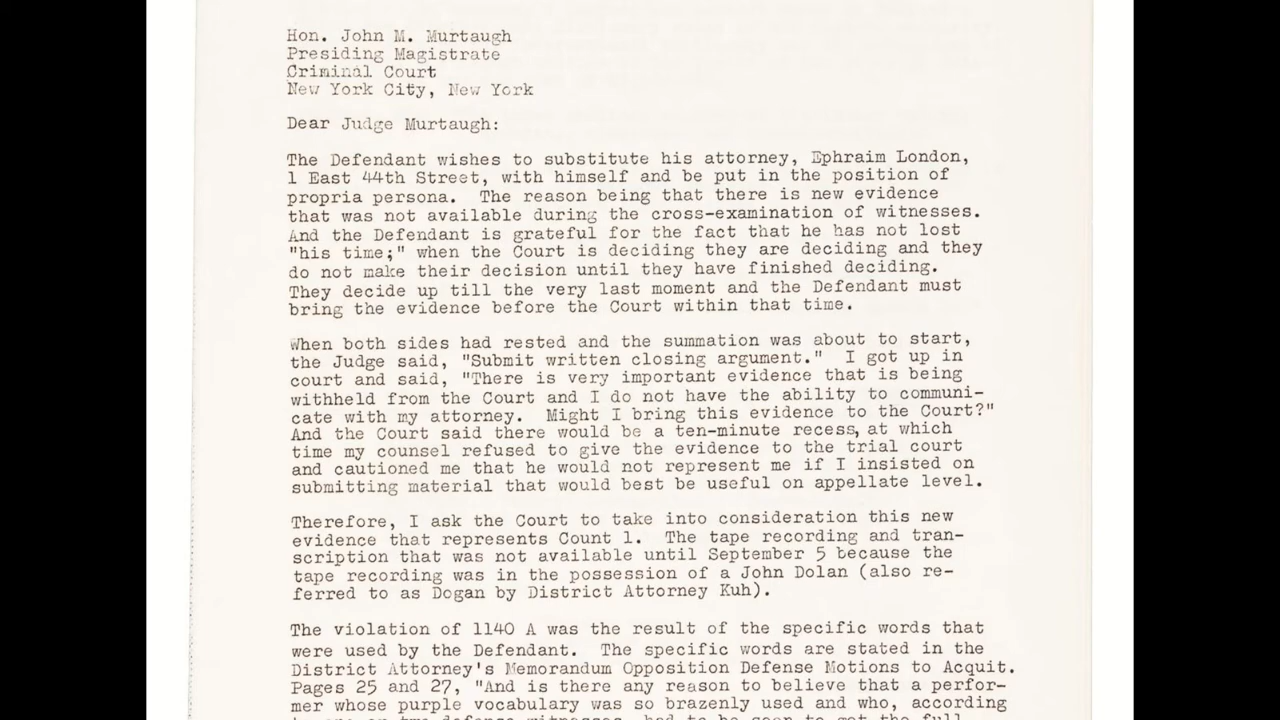 Hon. John M. Murtaugh
Presiding Magistrate
Criminal Court
New York City, New York
Dear Judge Murtaugh:
The Defendant wishes to substitute his attorney, Ephraim London,
1 East 44th Street, with himself and be put in the position of
propria persona. The reason being that there is new evidence
that was not available during the cross-examination of witnesses.
And the Defendant is grateful for the fact that he has not lost
"his time;" when the Court is deciding they are deciding and they
do not make their decision until they have finished deciding.
They decide up till the very last moment and the Defendant must
bring the evidence before the Court within that time.
When both sides had rested and the summation was about to start,
the Judge said, "Submit written closing argument." I got up in
court and said, "There is very important evidence that is being
withheld from the Court and I do not have the ability to communi-
cate with my attorney. Might I bring this evidence to the Court?"
And the Court said there would be a ten-minute recess, at which
time my counsel refused to give the evidence to the trial court
and cautioned me that he would not represent me if I insisted on
submitting material that would best be useful on appellate level.
Therefore, I ask the Court to take into consideration this new
evidence that represents Count 1. The tape recording and tran-
scription that was not available until September 5 because the
tape recording was in the possession of a John Dolan (also re-
ferred to as Dogan by District Attorney Kuh).
The violation of 1140 A was the result of the specific words that
were used by the Defendant. The specific words are stated in the
District Attorney's Memorandum Opposition Defense Motions to Acquit.
Pages 25 and 27, "And is there any reason to believe that a perfor-
mer whose purple vocabulary was so brazenly used and who, according